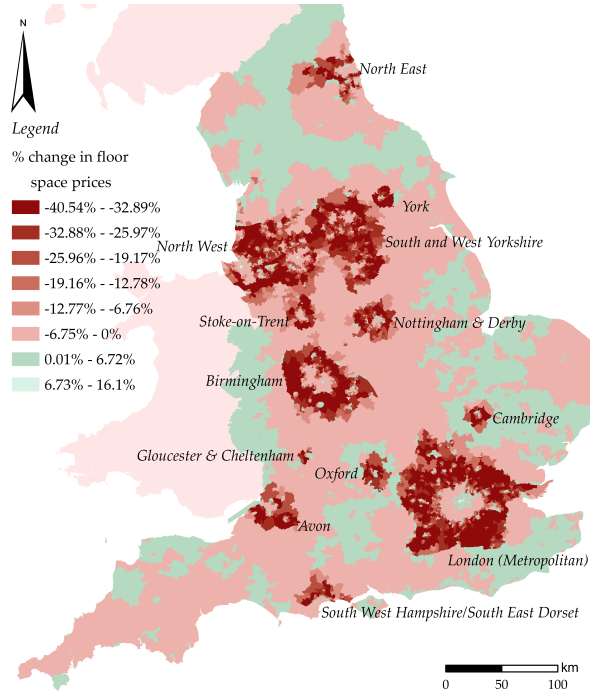 N
Legend
% change in floor
space prices
-40.54% - -32.89%
-32.88% - -25.97%
-25.96% - -19.17%
-19.16% - -12.78%
-12.77% - -6.76%
-6.75% - 0%
0.01% - 6.72%
6.73% - 16.1%
North East
York
North West
South and West Yorkshire
Stoke-on-Trent
Nottingham & Derby
Birmingham
Cambridge
Gloucester & Cheltenham
Oxford
Avon
London (Metropolitan)
South West Hampshire/South East Dorset
km
0 50 100